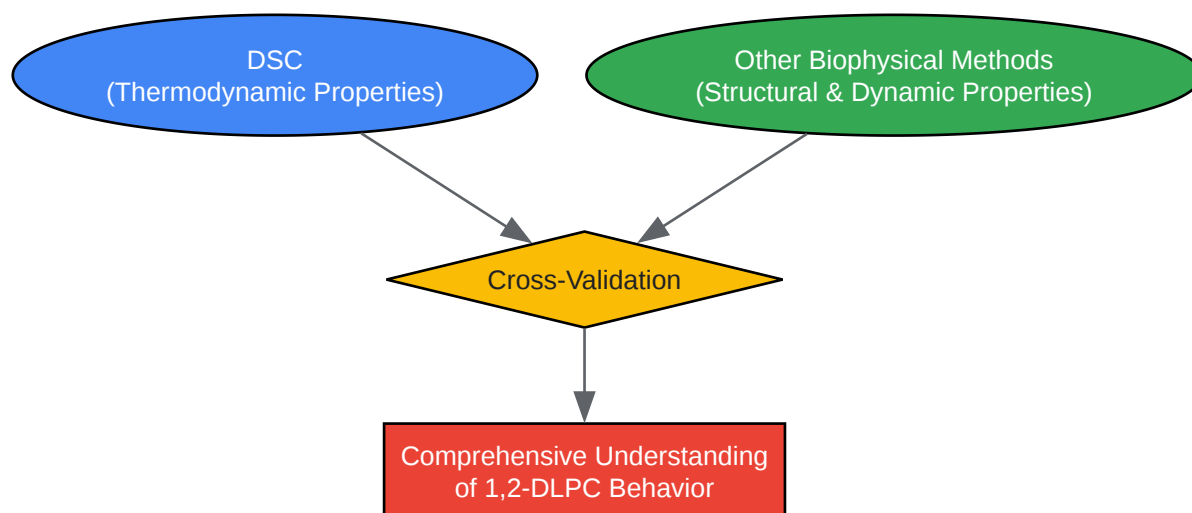 DSC
(Thermodynamic Properties)
Other Biophysical Methods
(Structural & Dynamic Properties)
Cross-Validation
Comprehensive Understanding
of 1,2-DLPC Behavior